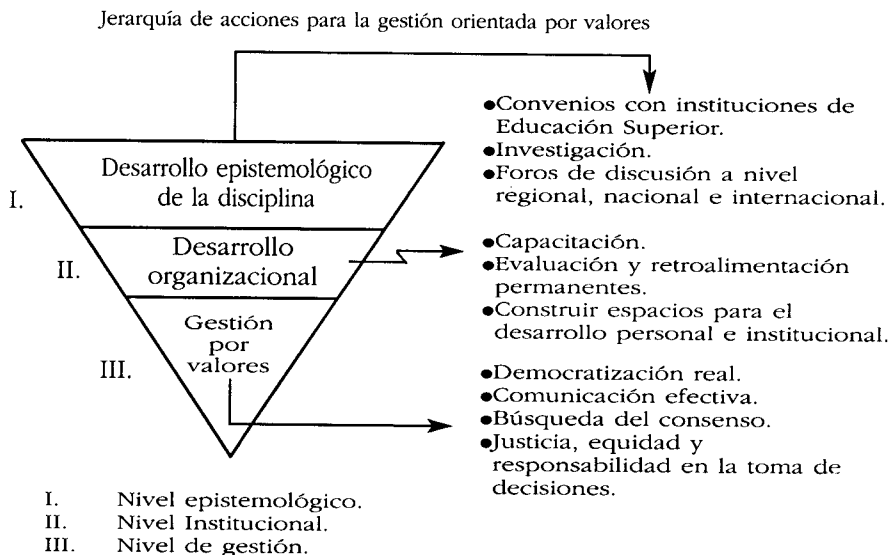 Jerarquía de acciones para la gestión orientada por valores
I.
Desarrollo epistemológico
de la disciplina
●Convenios con instituciones de
Educación Superior.
●Investigación.
●Foros de discusión a nivel
regional, nacional e internacional.
II.
Desarrollo
organizacional
●Capacitación.
●Evaluación y retroalimentación
permanentes.
●Construir espacios para el
desarrollo personal e institucional.
III.
Gestión
por
valores
●Democratización real.
●Comunicación efectiva.
●Búsqueda del consenso.
●Justicia, equidad y
responsabilidad en la toma de
decisiones.
I. Nivel epistemológico.
II. Nivel Institucional.
III. Nivel de gestión.